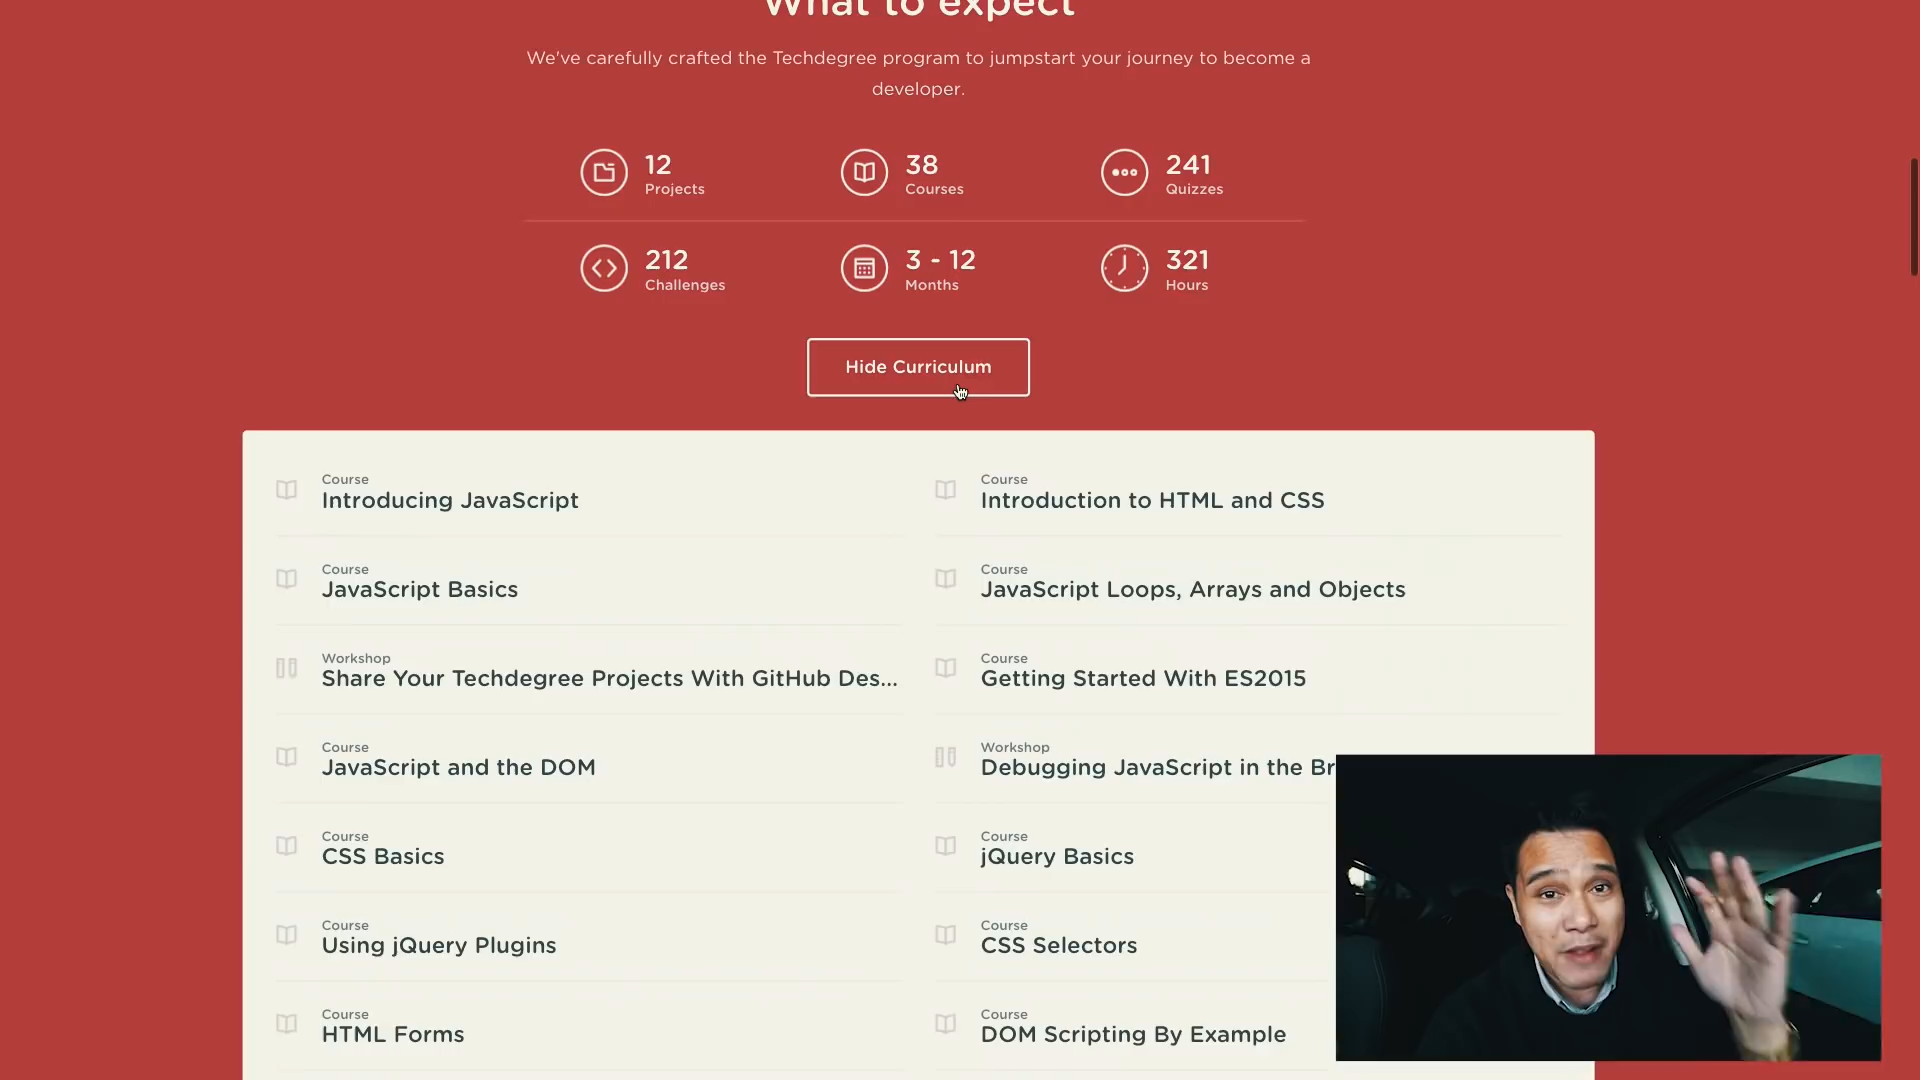 What to expect
We've carefully crafted the Techdegree program to jumpstart your journey to become a
developer.
12
Projects
38
Courses
241
Quizzes
212
Challenges
3 - 12
Months
321
Hours
Hide Curriculum
Course
Introducing JavaScript
Course
Introduction to HTML and CSS
Course
JavaScript Basics
Course
JavaScript Loops, Arrays and Objects
Workshop
Share Your Techdegree Projects With GitHub Des...
Course
Getting Started With ES2015
Course
JavaScript and the DOM
Workshop
Debugging JavaScript in the Br
Course
CSS Basics
Course
jQuery Basics
Course
Using jQuery Plugins
Course
CSS Selectors
Course
HTML Forms
Course
DOM Scripting By Example